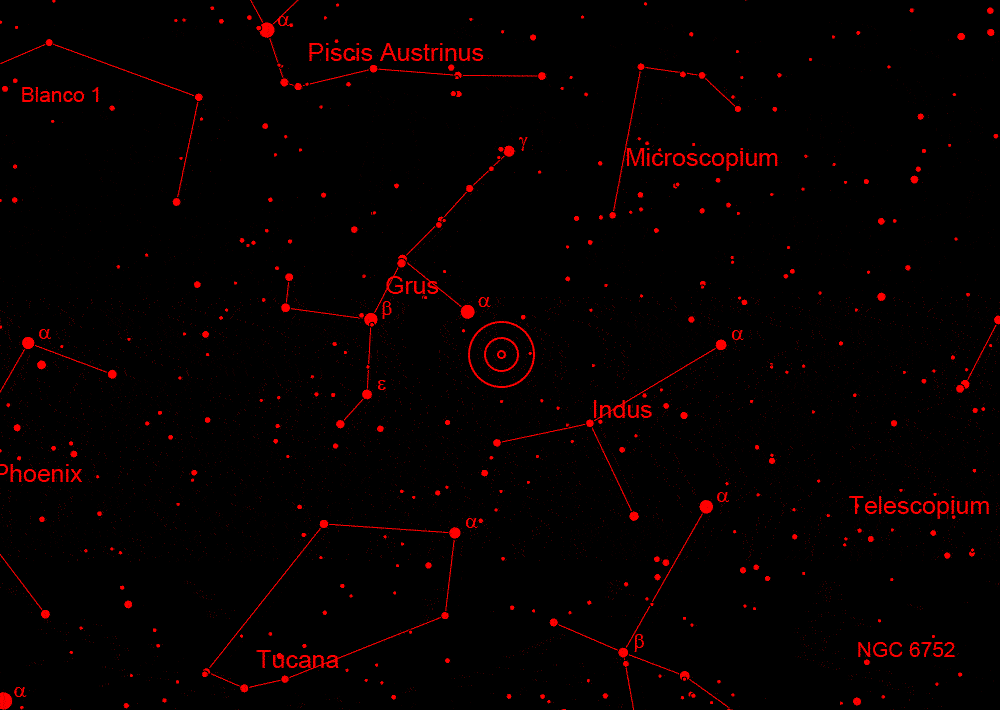 α
Piscis Austrinus
Blanco 1
γ
Microscopium
Grus
α
β
α
α
ε
Indus
Phoenix
α
Telescopium
α
β
NGC 6752
Tucana
α